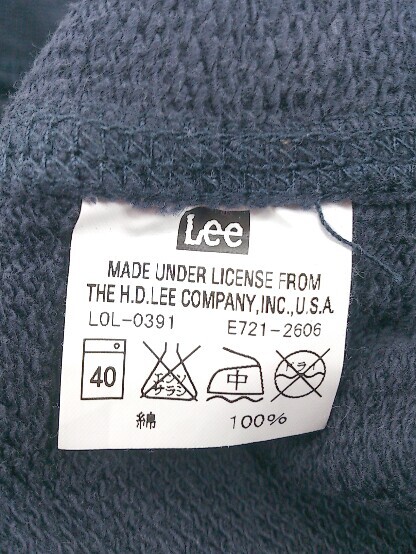 Lee
MADE UNDER LICENSE FROM
THE H.D.LEE COMPANY,INC.,U.S.A.
LOL-0391 E721-2606
40 エンソ サラシ 中 ドライ
綿 100%